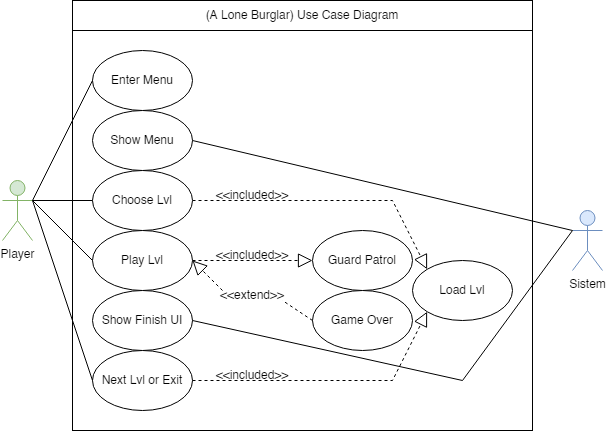 (A Lone Burglar) Use Case Diagram
Enter Menu
Show Menu
Choose Lvl
<<included>>
Player
Play Lvl
<<included>>
Guard Patrol
Sistem
Load Lvl
<<extend>>
Show Finish UI
Game Over
Next Lvl or Exit
<<included>>